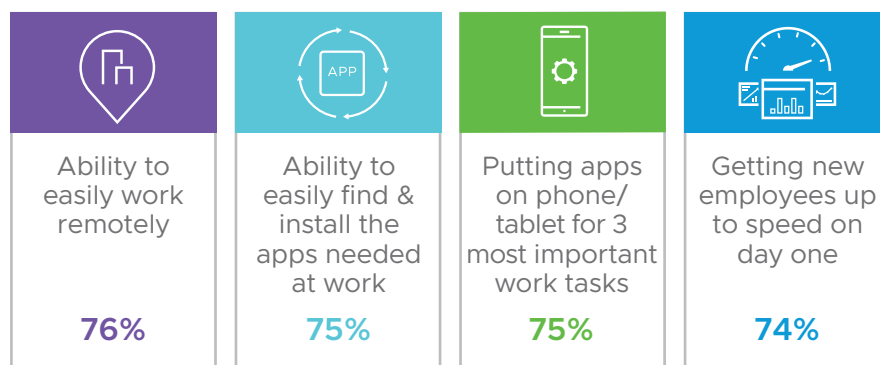 APP
Ability to
easily work
remotely
76%
Ability to
easily find &
install the
apps needed
at work
75%
Putting apps
on phone/
tablet for 3
most important
work tasks
75%
Getting new
employees up
to speed on
day one
74%